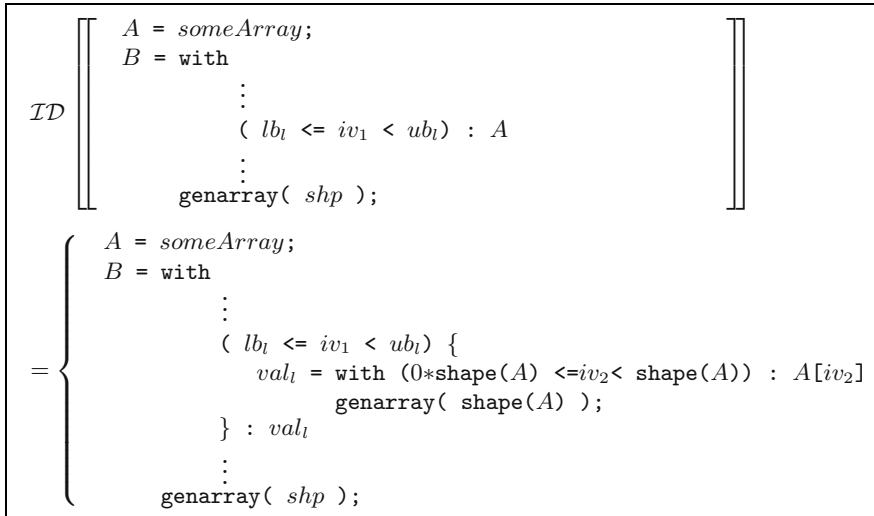 A = someArray;
B = with
⋮
ID ⟦ ( lb_l <= iv_1 < ub_l) : A ⟧
⋮
genarray( shp );
A = someArray;
B = with
⋮
( lb_l <= iv_1 < ub_l) {
= { val_l = with (0*shape(A) <=iv_2< shape(A)) : A[iv_2]
genarray( shape(A) );
} : val_l
⋮
genarray( shp );